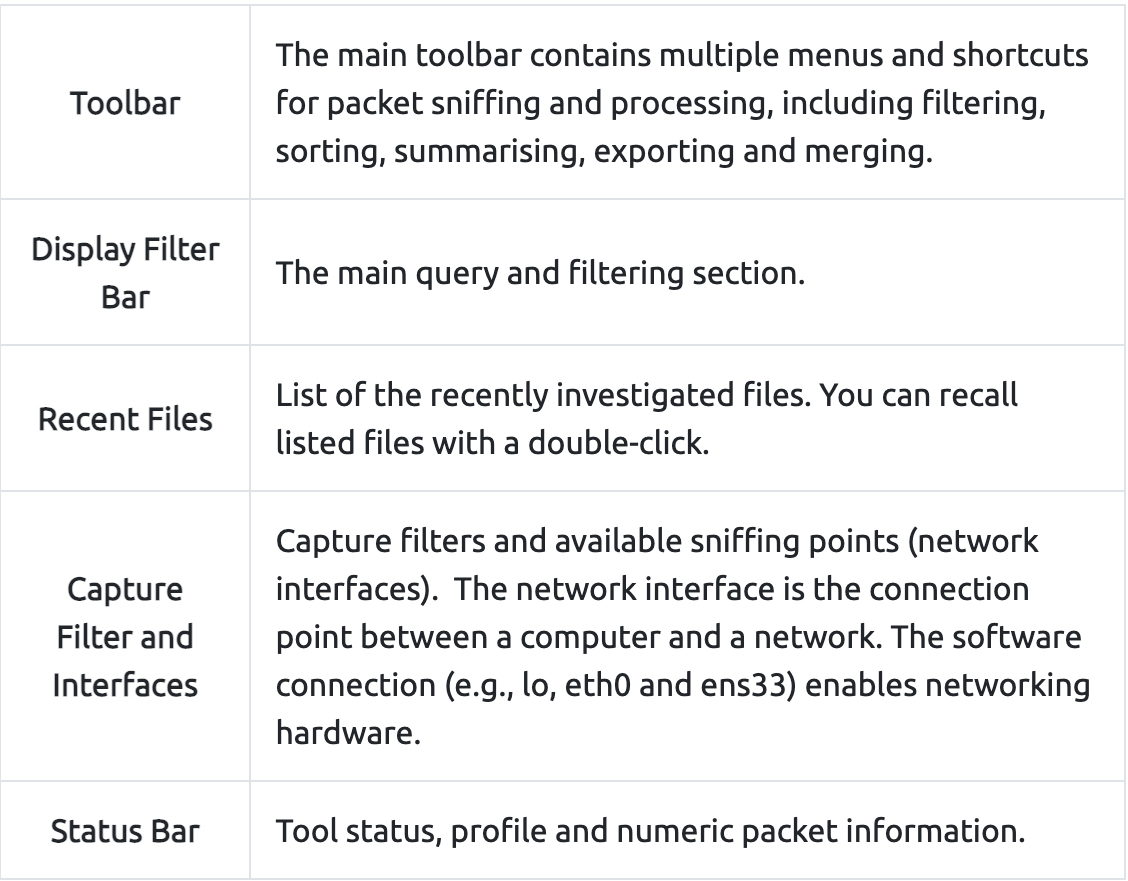 Toolbar
The main toolbar contains multiple menus and shortcuts
for packet sniffing and processing, including filtering,
sorting, summarising, exporting and merging.
Display Filter
Bar
The main query and filtering section.
Recent Files
List of the recently investigated files. You can recall
listed files with a double-click.
Capture
Filter and
Interfaces
Capture filters and available sniffing points (network
interfaces).  The network interface is the connection
point between a computer and a network. The software
connection (e.g., lo, eth0 and ens33) enables networking
hardware.
Status Bar
Tool status, profile and numeric packet information.